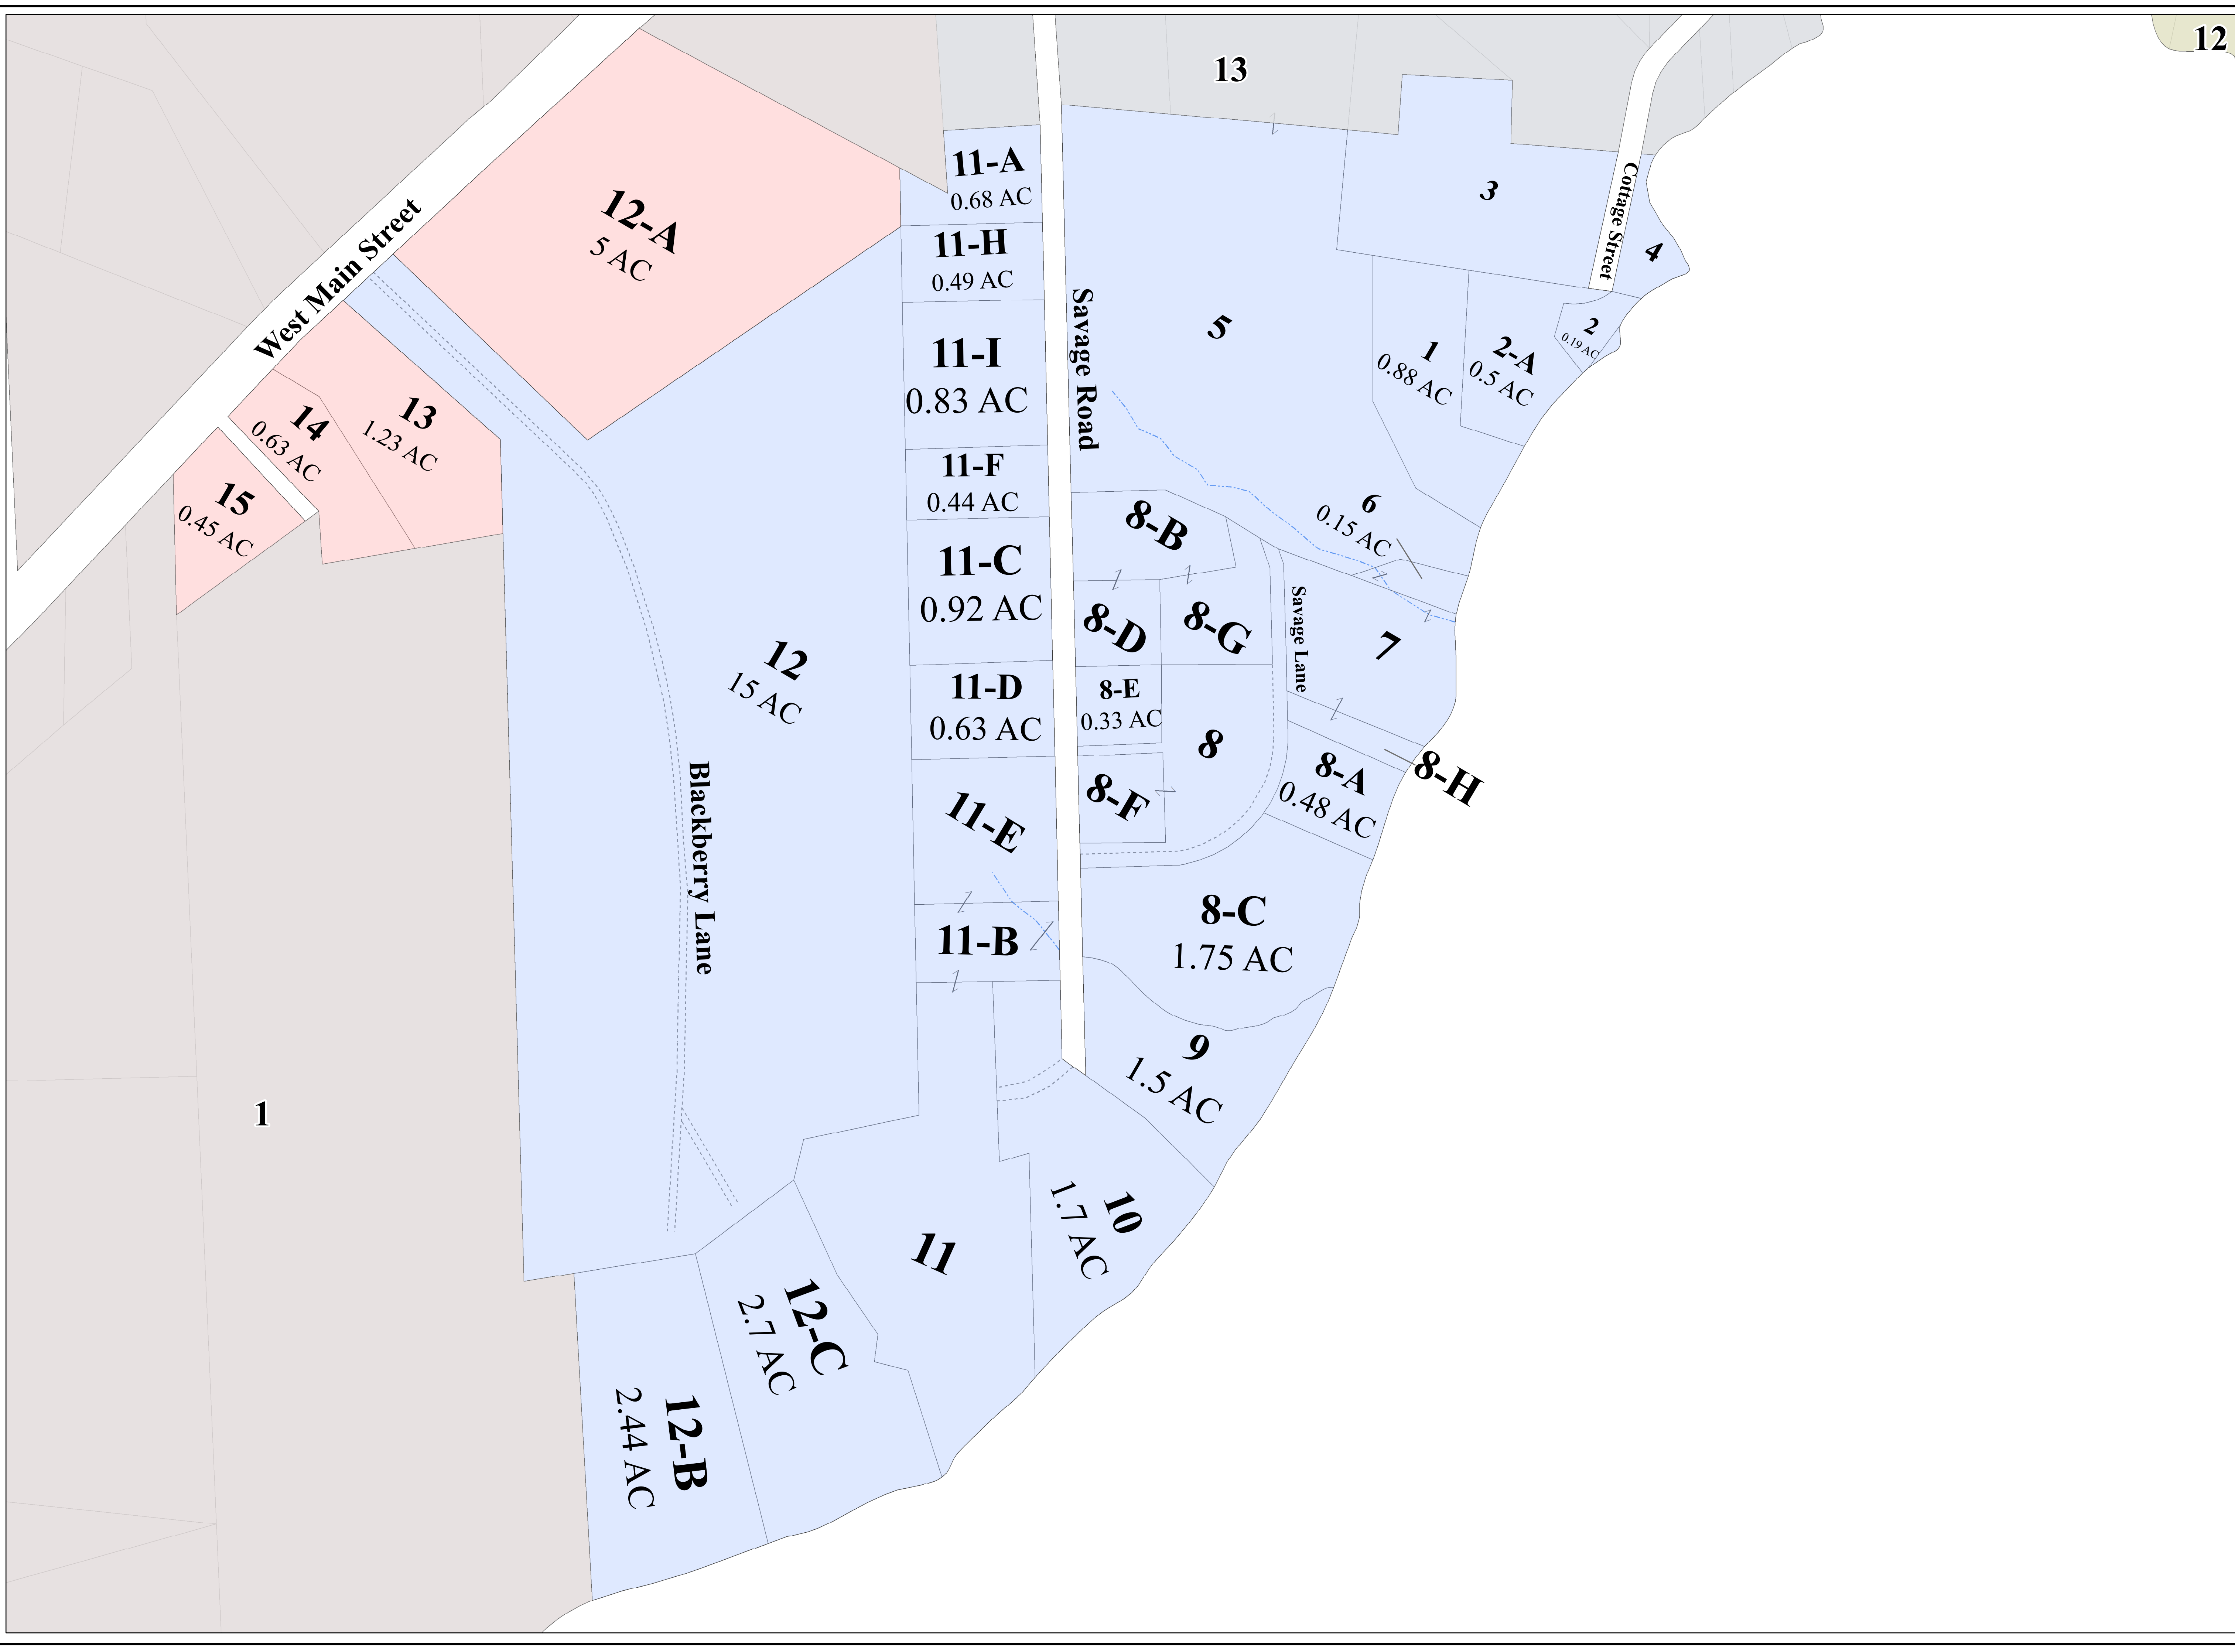 12
13
West Main Street
12-A
5 AC
11-A
0.68 AC
11-H
0.49 AC
11-I
0.83 AC
11-F
0.44 AC
11-C
0.92 AC
11-D
0.63 AC
11-E
11-B
Savage Road
3
Cottage Street
4
5
1
0.88 AC
2-A
0.5 AC
2
0.19 AC
13
1.23 AC
14
0.63 AC
15
0.45 AC
6
0.15 AC
8-B
8-D
8-G
Savage Lane
7
8-E
0.33 AC
8
8-F
8-A
0.48 AC
8-H
12
15 AC
Blackberry Lane
8-C
1.75 AC
9
1.5 AC
1
10
1.7 AC
11
12-C
2.7 AC
12-B
2.44 AC